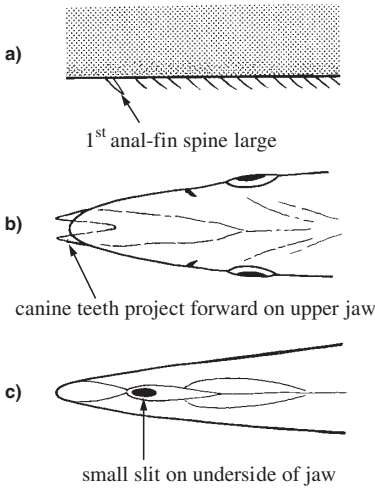 a)
1st anal-fin spine large
b)
canine teeth project forward on upper jaw
c)
small slit on underside of jaw